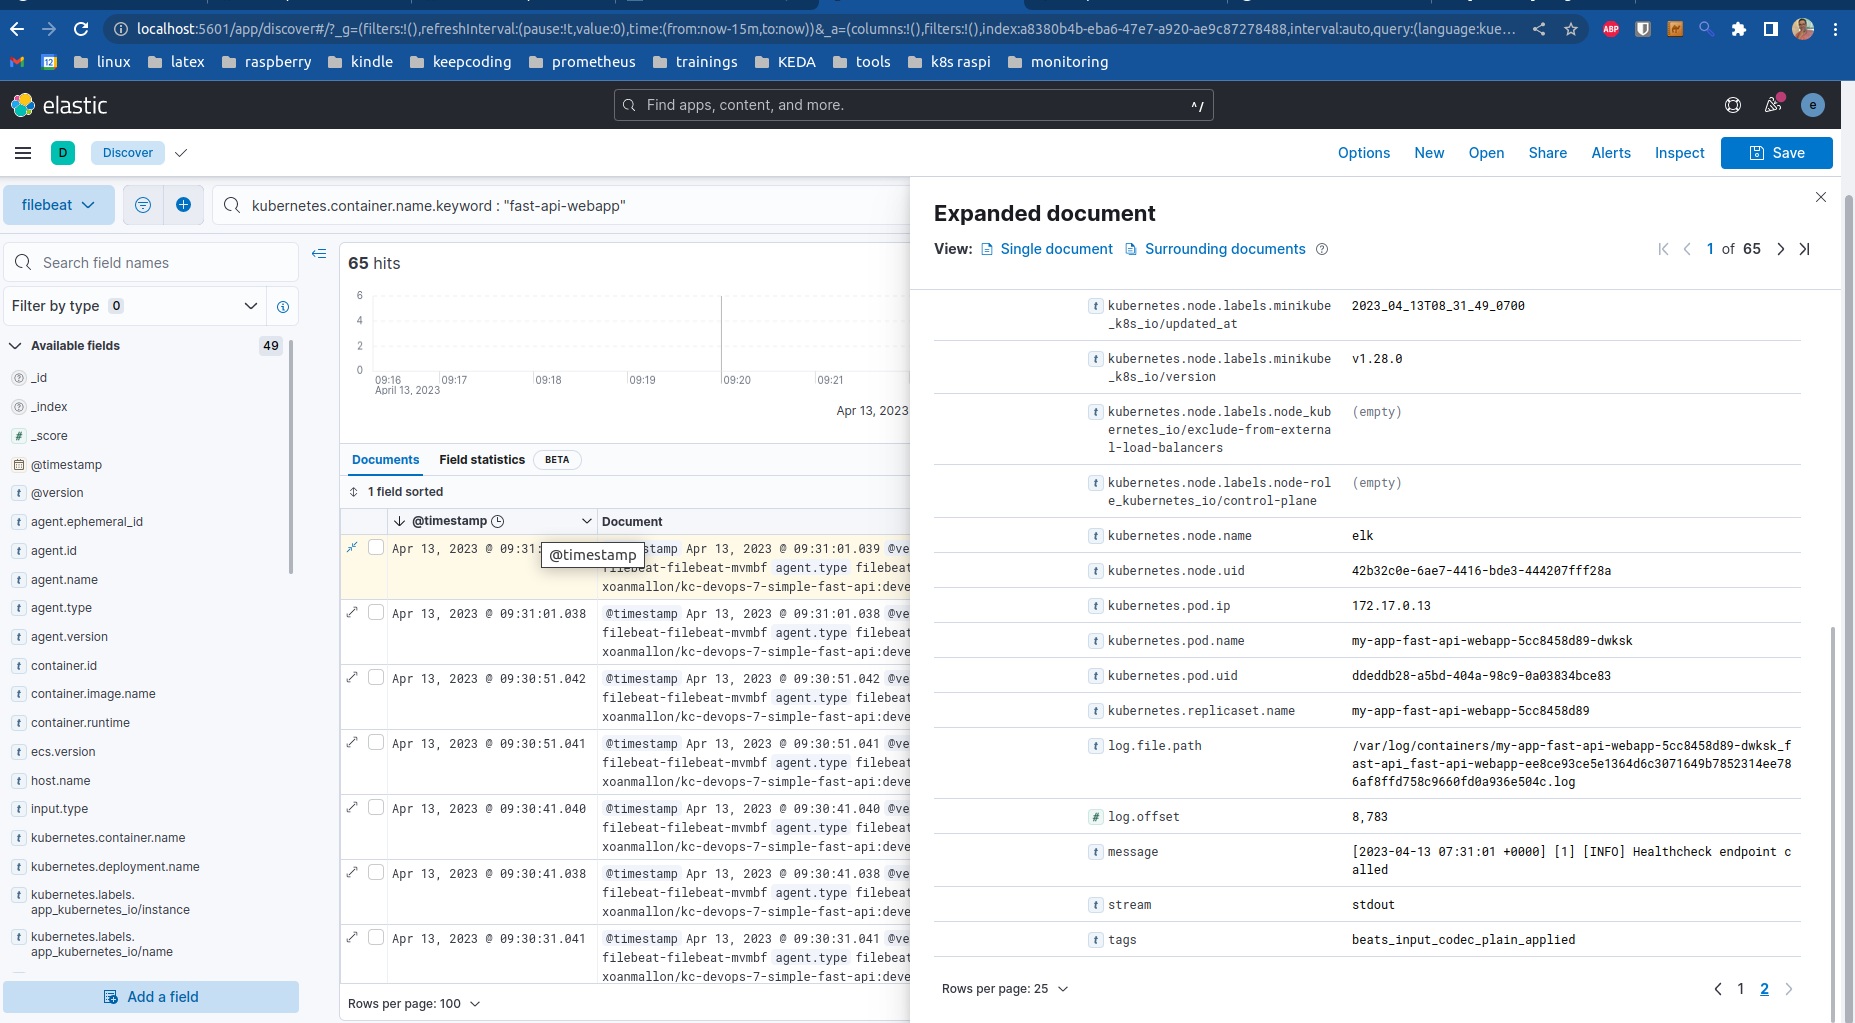 localhost:5601/app/discover#/?_g=(filters:!(),refreshInterval:(pause:!t,value:0),time:(from:now-15m,to:now))&_a=(columns:!(),filters:!(),index:a8380b4b-eba6-47e7-a920-ae9c87278488,interval:auto,query:(language:kue...
ABP
12 linux latex raspberry kindle keepcoding prometheus trainings KEDA tools k8s raspi monitoring
elastic
Find apps, content, and more.
^/
e
D
Discover
Options New Open Share Alerts Inspect Save
filebeat
kubernetes.container.name.keyword : "fast-api-webapp"
Search field names
Filter by type 0
Available fields 49
_id
_index
_score
@timestamp
@version
agent.ephemeral_id
agent.id
agent.name
agent.type
agent.version
container.id
container.image.name
container.runtime
ecs.version
host.name
input.type
kubernetes.container.name
kubernetes.deployment.name
kubernetes.labels.
app_kubernetes_io/instance
kubernetes.labels.
app_kubernetes_io/name
Add a field
65 hits
6
4
2
0
09:16 09:17 09:18 09:19 09:20 09:21
April 13, 2023
Apr 13, 2023
Documents Field statistics BETA
1 field sorted
@timestamp Document
Apr 13, 2023 @ 09:31: stamp Apr 13, 2023 @ 09:31:01.039 @ve
@timestamp
filebeat-filebeat-mvmbf agent.type filebeat
xoanmallon/kc-devops-7-simple-fast-api:deve
Apr 13, 2023 @ 09:31:01.038 @timestamp Apr 13, 2023 @ 09:31:01.038 @ve
filebeat-filebeat-mvmbf agent.type filebeat
xoanmallon/kc-devops-7-simple-fast-api:deve
Apr 13, 2023 @ 09:30:51.042 @timestamp Apr 13, 2023 @ 09:30:51.042 @ve
filebeat-filebeat-mvmbf agent.type filebeat
xoanmallon/kc-devops-7-simple-fast-api:deve
Apr 13, 2023 @ 09:30:51.041 @timestamp Apr 13, 2023 @ 09:30:51.041 @ve
filebeat-filebeat-mvmbf agent.type filebeat
xoanmallon/kc-devops-7-simple-fast-api:deve
Apr 13, 2023 @ 09:30:41.040 @timestamp Apr 13, 2023 @ 09:30:41.040 @ve
filebeat-filebeat-mvmbf agent.type filebeat
xoanmallon/kc-devops-7-simple-fast-api:deve
Apr 13, 2023 @ 09:30:41.038 @timestamp Apr 13, 2023 @ 09:30:41.038 @ve
filebeat-filebeat-mvmbf agent.type filebeat
xoanmallon/kc-devops-7-simple-fast-api:deve
Apr 13, 2023 @ 09:30:31.041 @timestamp Apr 13, 2023 @ 09:30:31.041 @ve
filebeat-filebeat-mvmbf agent.type filebeat
xoanmallon/kc-devops-7-simple-fast-api:deve
Rows per page: 100
Expanded document
View: Single document Surrounding documents
1 of 65
kubernetes.node.labels.minikube
_k8s_io/updated_at
2023_04_13T08_31_49_0700
kubernetes.node.labels.minikube
_k8s_io/version
v1.28.0
kubernetes.node.labels.node_kub
ernetes_io/exclude-from-externa
l-load-balancers
(empty)
kubernetes.node.labels.node-rol
e_kubernetes_io/control-plane
(empty)
kubernetes.node.name elk
kubernetes.node.uid 42b32c0e-6ae7-4416-bde3-444207fff28a
kubernetes.pod.ip 172.17.0.13
kubernetes.pod.name my-app-fast-api-webapp-5cc8458d89-dwksk
kubernetes.pod.uid ddeddb28-a5bd-404a-98c9-0a03834bce83
kubernetes.replicaset.name my-app-fast-api-webapp-5cc8458d89
log.file.path /var/log/containers/my-app-fast-api-webapp-5cc8458d89-dwksk_f
ast-api_fast-api-webapp-ee8ce93ce5e1364d6c3071649b7852314ee78
6af8ffd758c9660fd0a936e504c.log
log.offset 8,783
message [2023-04-13 07:31:01 +0000] [1] [INFO] Healthcheck endpoint c
alled
stream stdout
tags beats_input_codec_plain_applied
Rows per page: 25
1 2